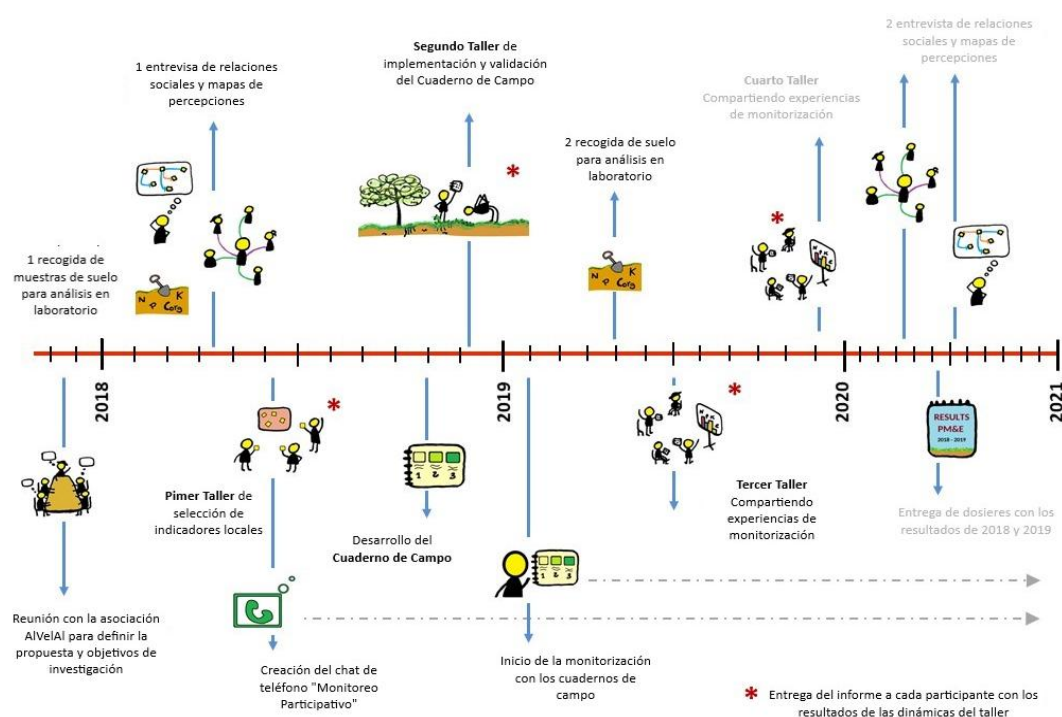 1 entrevisa de relaciones
sociales y mapas de
percepciones
Segundo Taller de
implementación y validación
del Cuaderno de Campo
2 entrevista de relaciones
sociales y mapas de
percepciones
Cuarto Taller
Compartiendo experiencias
de monitorización
2 recogida de suelo
para análisis en
laboratorio
1 recogida de
muestras de suelo
para análisis en
laboratorio
N P Corg K
N P Corg K
2018
2019
2020
2021
Pimer Taller de
selección de
indicadores locales
1 2 3
Desarrollo del
Cuaderno de Campo
Tercer Taller
Compartiendo
experiencias de
monitorización
RESULTS
PM&E
2018 - 2019
Entrega de dosieres con los
resultados de 2018 y 2019
1 2 3
Reunión con la asociación
AlVelAl para definir la
propuesta y objetivos de
investigación
Creación del chat de
teléfono "Monitoreo
Participativo"
Inicio de la monitorización
con los cuadernos de
campo
* Entrega del informe a cada participante con los
resultados de las dinámicas del taller